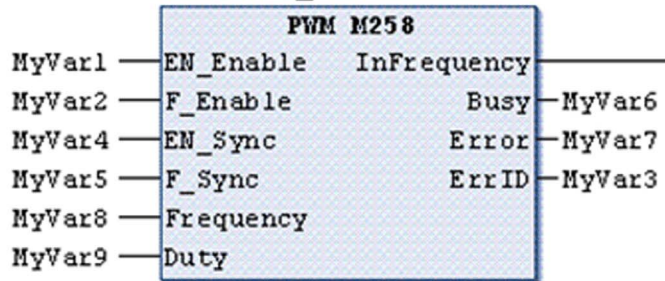 PWM M258
MyVar1 EN_Enable InFrequency
MyVar2 F_Enable Busy MyVar6
MyVar4 EN_Sync Error MyVar7
MyVar5 F_Sync ErrID MyVar3
MyVar8 Frequency
MyVar9 Duty